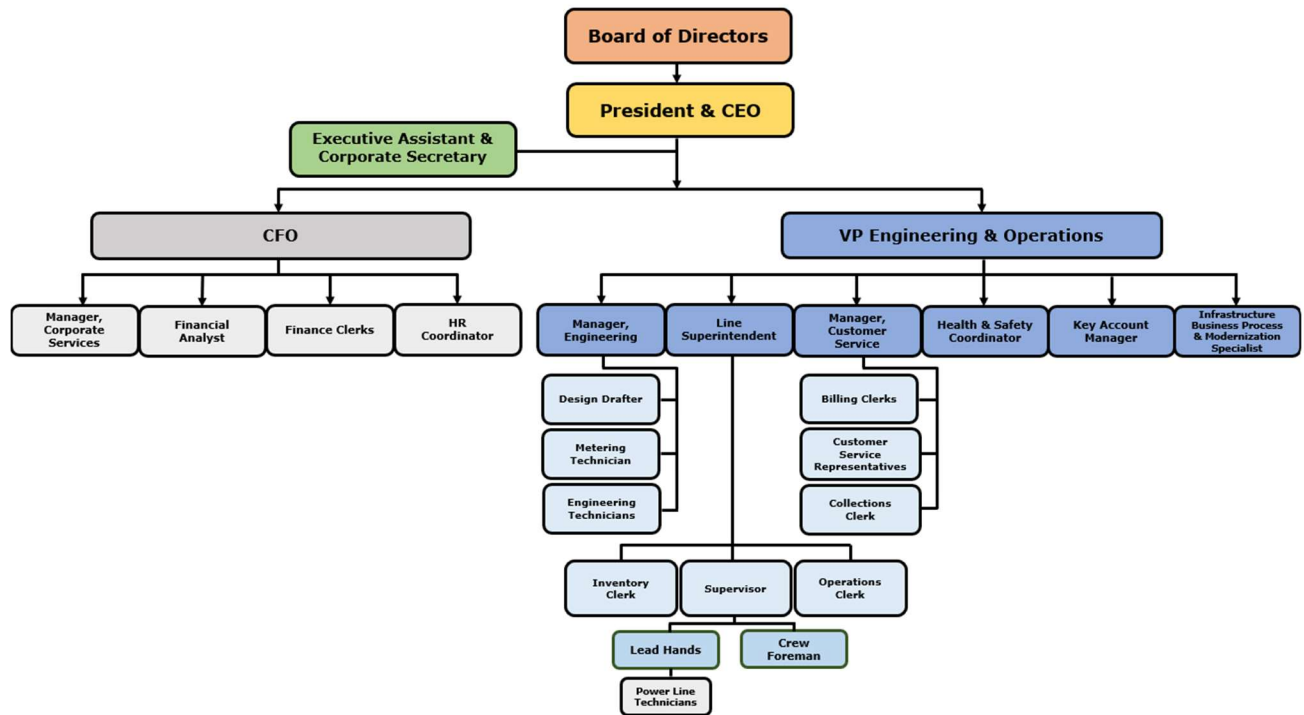 Board of Directors
President & CEO
Executive Assistant &
Corporate Secretary
CFO
VP Engineering & Operations
Manager,
Corporate
Services
Financial
Analyst
Finance Clerks
HR
Coordinator
Manager,
Engineering
Line
Superintendent
Manager,
Customer
Service
Health & Safety
Coordinator
Key Account
Manager
Infrastructure
Business Process
& Modernization
Specialist
Design Drafter
Metering
Technician
Engineering
Technicians
Billing Clerks
Customer
Service
Representatives
Collections
Clerk
Inventory
Clerk
Supervisor
Operations
Clerk
Lead Hands
Crew
Foreman
Power Line
Technicians